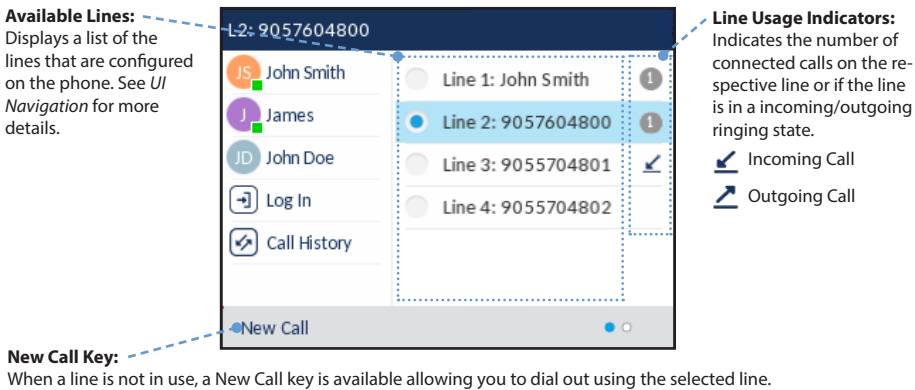 Available Lines:
Displays a list of the
lines that are configured
on the phone. See UI
Navigation for more
details.
L2: 9057604800
JS John Smith
J James
JD John Doe
Log In
Call History
Line 1: John Smith 1
Line 2: 9057604800 1
Line 3: 9055704801
Line 4: 9055704802
New Call
Line Usage Indicators:
Indicates the number of
connected calls on the re-
spective line or if the line
is in a incoming/outgoing
ringing state.
Incoming Call
Outgoing Call
New Call Key:
When a line is not in use, a New Call key is available allowing you to dial out using the selected line.